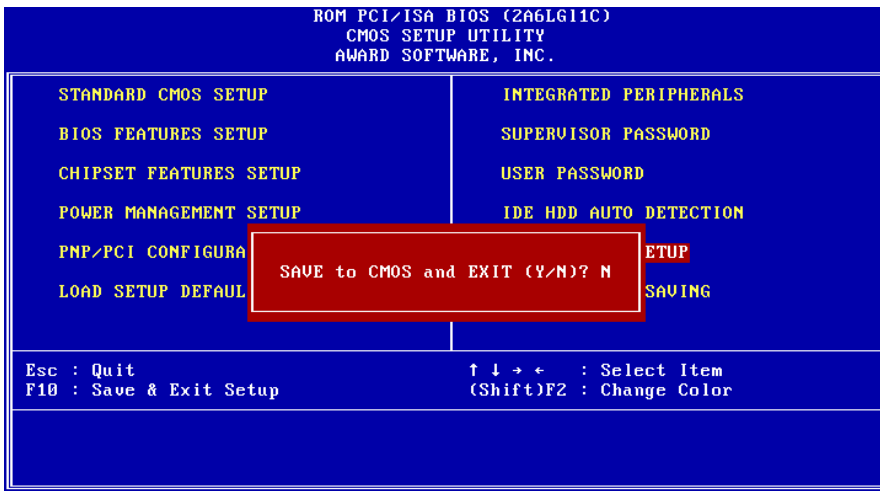 ROM PCI/ISA BIOS (2A6LG11C)
CMOS SETUP UTILITY
AWARD SOFTWARE, INC.
STANDARD CMOS SETUP
INTEGRATED PERIPHERALS
BIOS FEATURES SETUP
SUPERVISOR PASSWORD
CHIPSET FEATURES SETUP
USER PASSWORD
POWER MANAGEMENT SETUP
IDE HDD AUTO DETECTION
PNP/PCI CONFIGURA
ETUP
SAVE to CMOS and EXIT (Y/N)? N
LOAD SETUP DEFAUL
SAVING
Esc : Quit
↑ ↓ → ← : Select Item
F10 : Save & Exit Setup
(Shift)F2 : Change Color